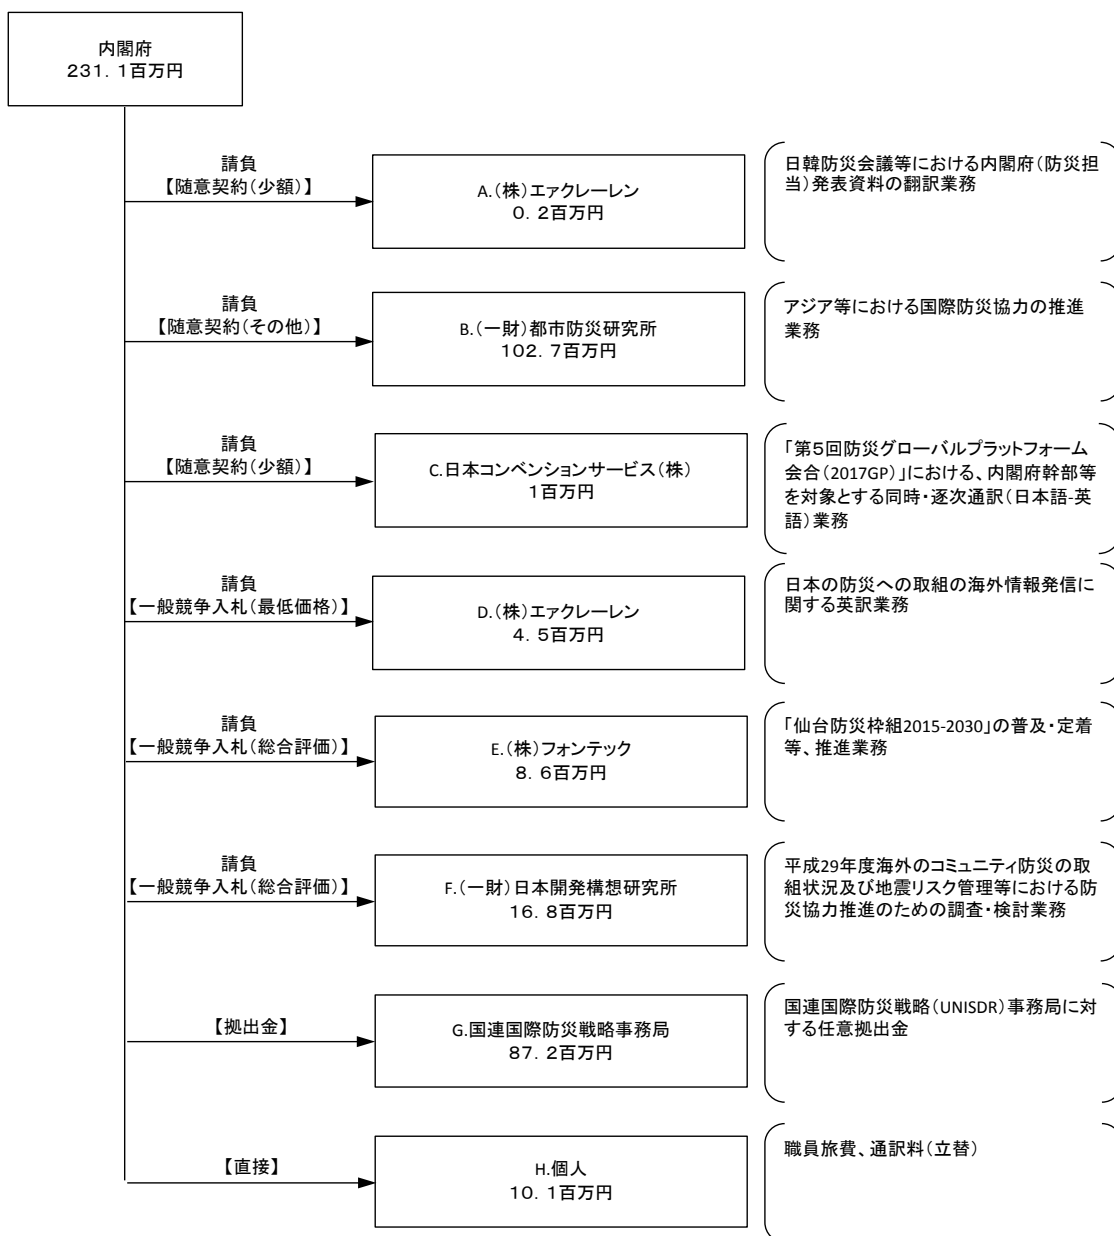 内閣府
231.1百万円
請負
【随意契約(少額)】
A.(株)エァクレーレン
0.2百万円
日韓防災会議等における内閣府(防災担
当)発表資料の翻訳業務
請負
【随意契約(その他)】
B.(一財)都市防災研究所
102.7百万円
アジア等における国際防災協力の推進
業務
請負
【随意契約(少額)】
C.日本コンベンションサービス(株)
1百万円
「第5回防災グローバルプラットフォーム
会合(2017GP)」における、内閣府幹部等
を対象とする同時・逐次通訳(日本語-英
語)業務
請負
【一般競争入札(最低価格)】
D.(株)エァクレーレン
4.5百万円
日本の防災への取組の海外情報発信に
関する英訳業務
請負
【一般競争入札(総合評価)】
E.(株)フォンテック
8.6百万円
「仙台防災枠組2015-2030」の普及・定着
等、推進業務
請負
【一般競争入札(総合評価)】
F.(一財)日本開発構想研究所
16.8百万円
平成29年度海外のコミュニティ防災の取
組状況及び地震リスク管理等における防
災協力推進のための調査・検討業務
【拠出金】
G.国連国際防災戦略事務局
87.2百万円
国連国際防災戦略(UNISDR)事務局に対
する任意拠出金
【直接】
H.個人
10.1百万円
職員旅費、通訳料(立替)